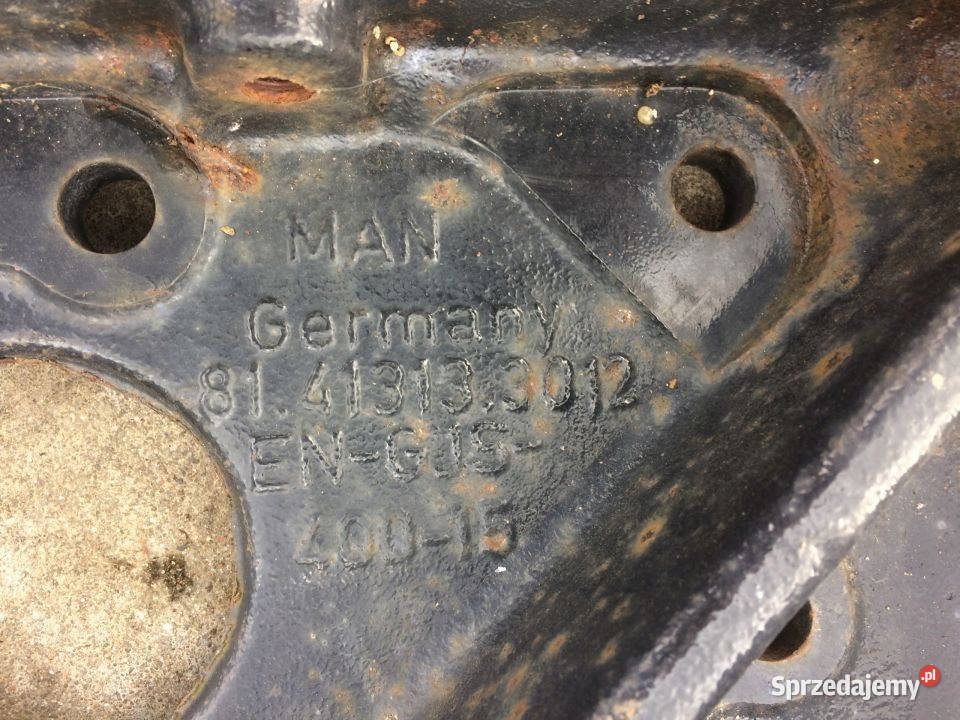 MAN
Germany
81.41313.3012
EN-GJS-
400-15
Sprzedajemy.pl